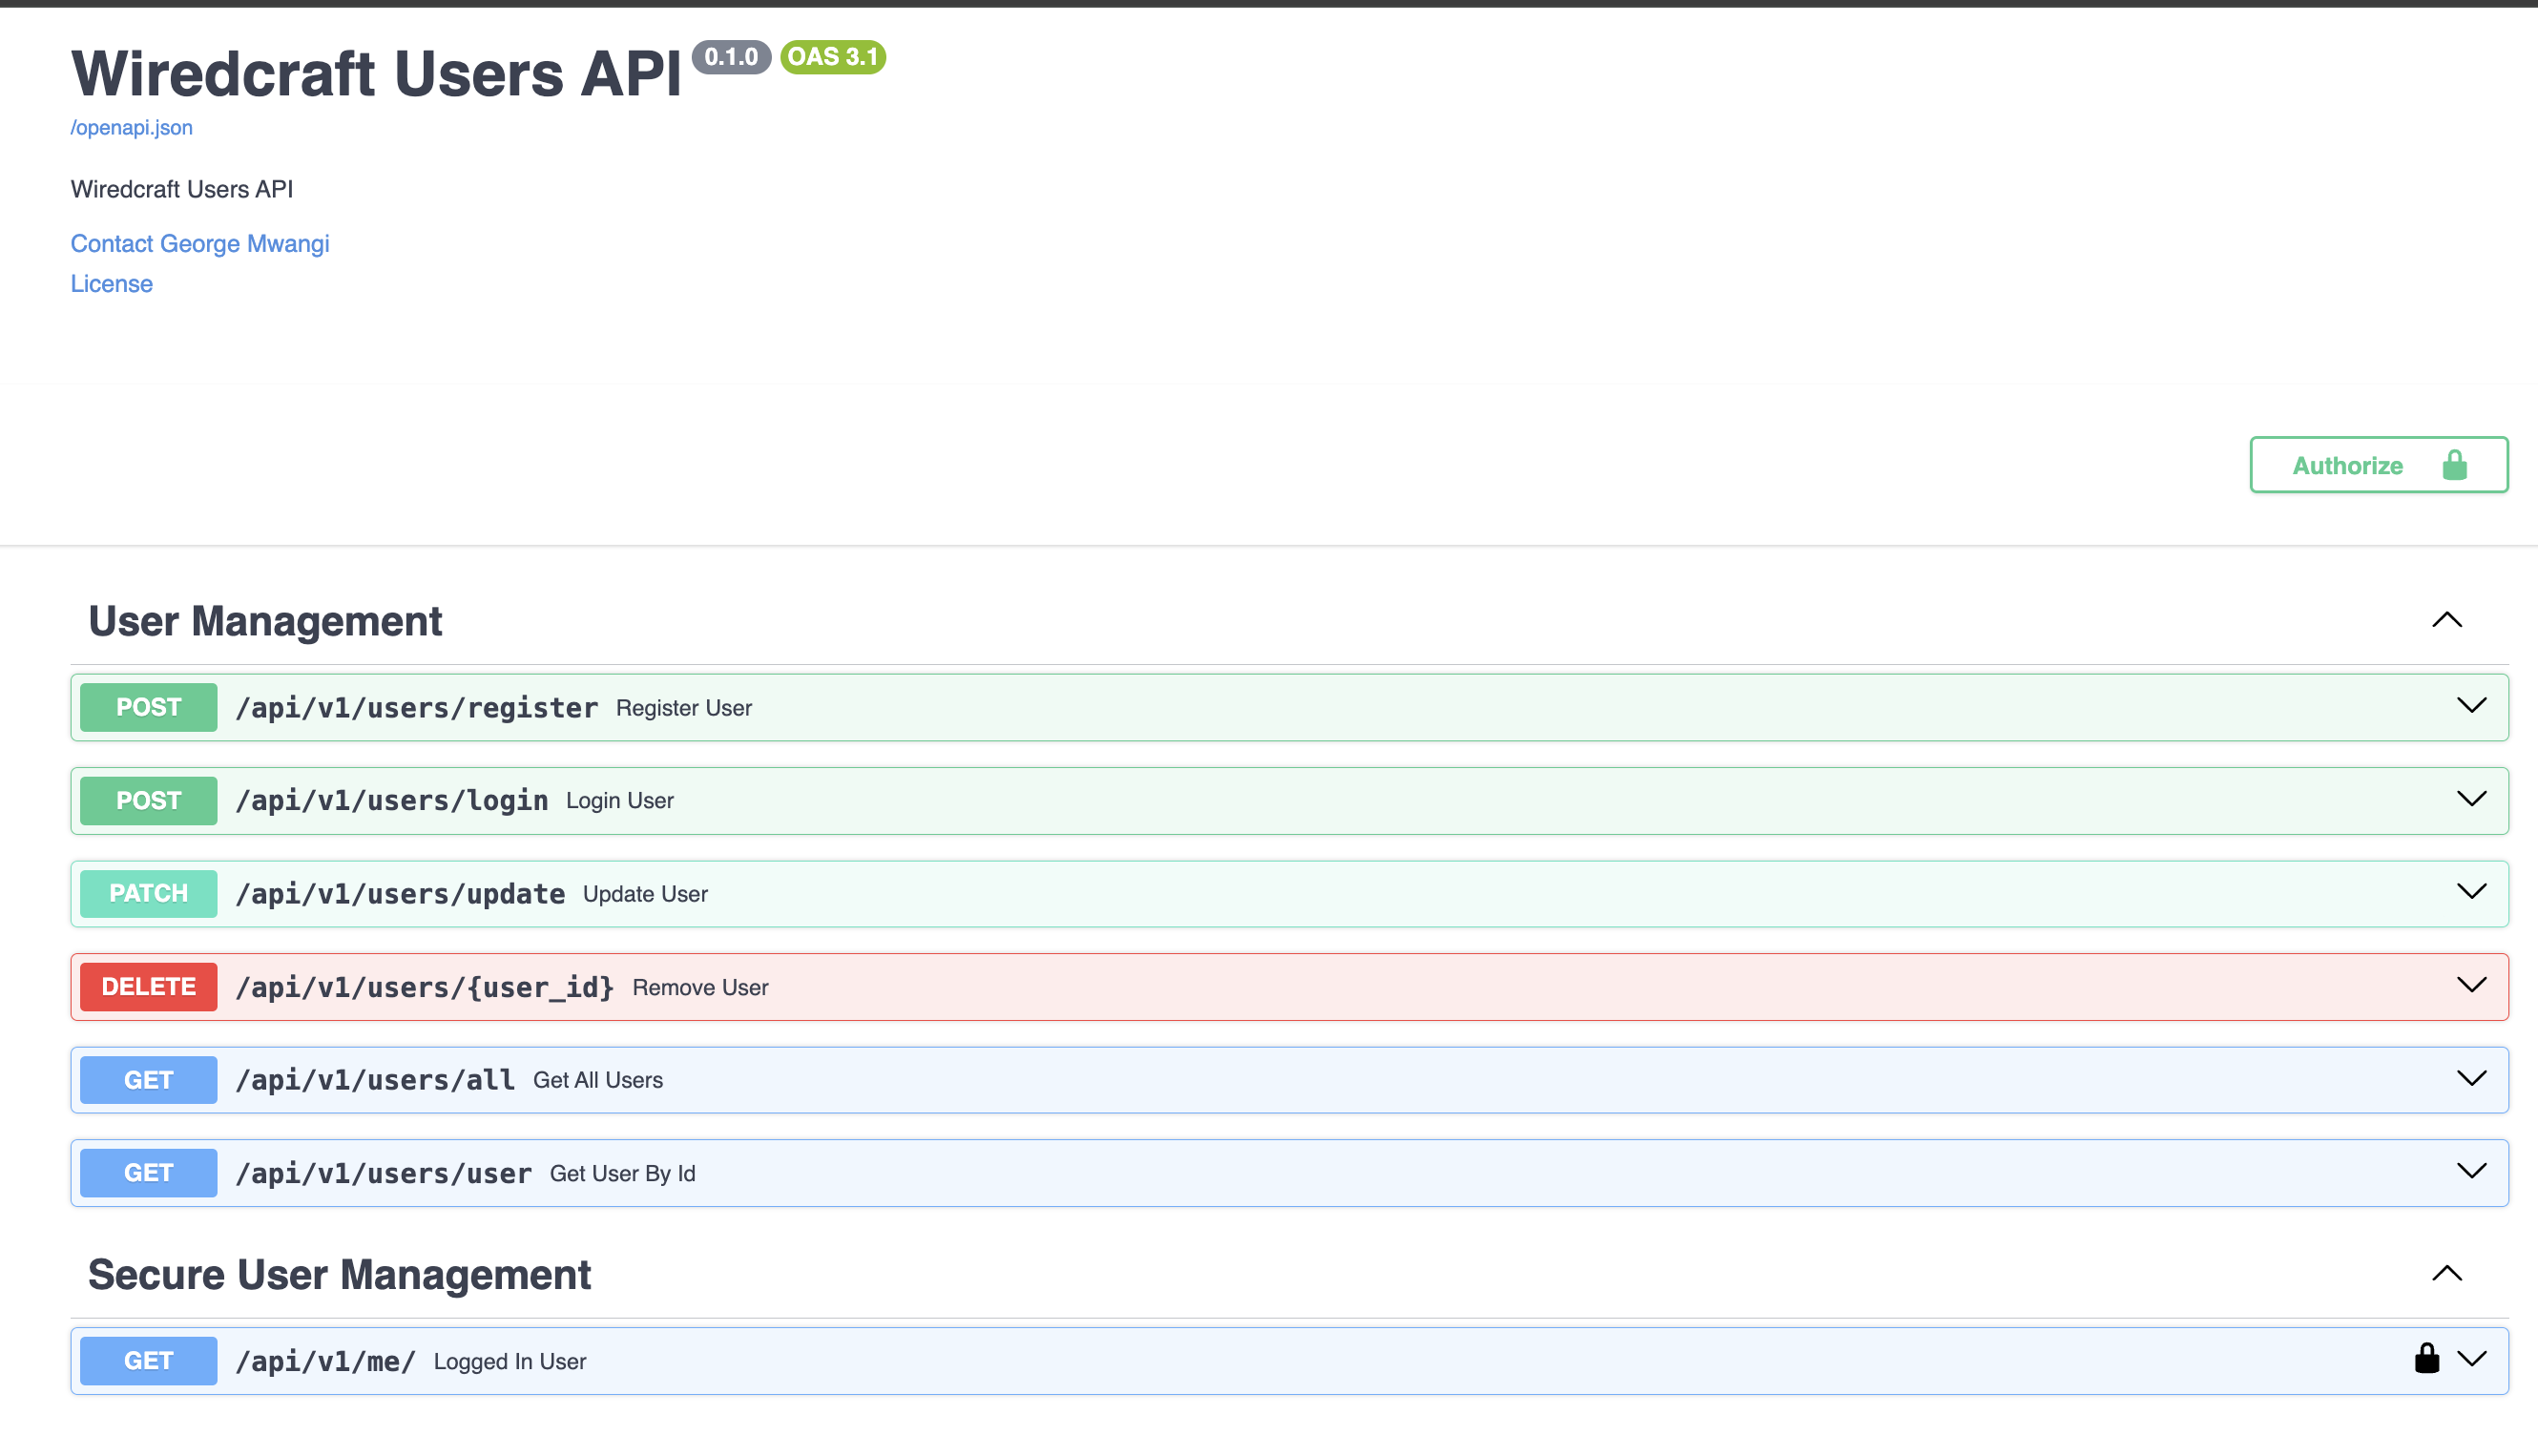 Wiredcraft Users API 0.1.0 OAS 3.1
/openapi.json
Wiredcraft Users API
Contact George Mwangi
License
Authorize
User Management
POST /api/v1/users/register Register User
POST /api/v1/users/login Login User
PATCH /api/v1/users/update Update User
DELETE /api/v1/users/{user_id} Remove User
GET /api/v1/users/all Get All Users
GET /api/v1/users/user Get User By Id
Secure User Management
GET /api/v1/me/ Logged In User